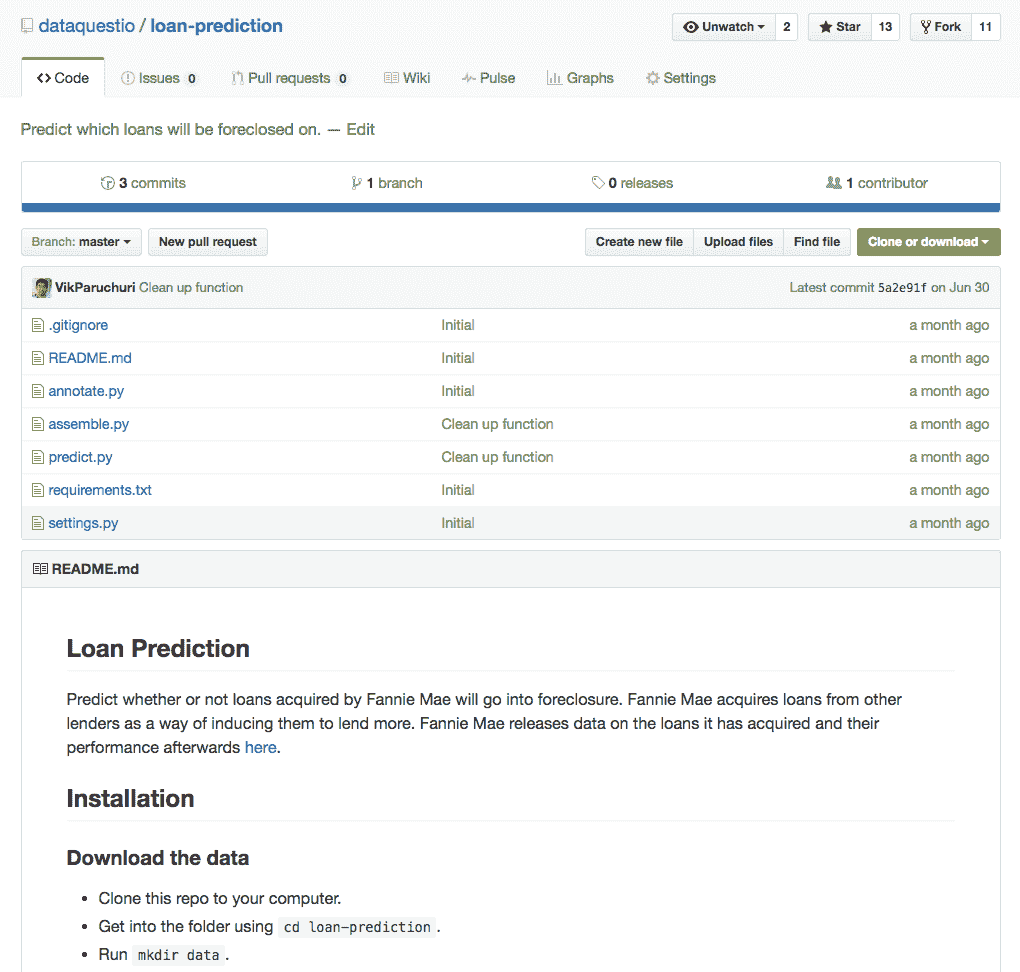 dataquestio / loan-prediction
Unwatch 2 Star 13 Fork 11
Code Issues 0 Pull requests 0 Wiki Pulse Graphs Settings
Predict which loans will be foreclosed on. — Edit
3 commits 1 branch 0 releases 1 contributor
Branch: master New pull request Create new file Upload files Find file Clone or download
VikParuchuri Clean up function Latest commit 5a2e91f on Jun 30
.gitignore Initial a month ago
README.md Initial a month ago
annotate.py Initial a month ago
assemble.py Clean up function a month ago
predict.py Clean up function a month ago
requirements.txt Initial a month ago
settings.py Initial a month ago
README.md
Loan Prediction
Predict whether or not loans acquired by Fannie Mae will go into foreclosure. Fannie Mae acquires loans from other
lenders as a way of inducing them to lend more. Fannie Mae releases data on the loans it has acquired and their
performance afterwards here.
Installation
Download the data
• Clone this repo to your computer.
• Get into the folder using cd loan-prediction .
• Run mkdir data .